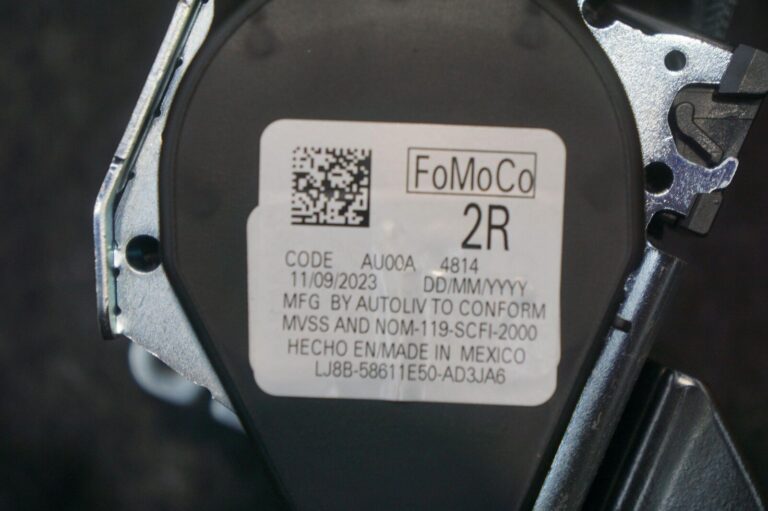 FoMoCo
2R
CODE AU00A 4814
11/09/2023 DD/MM/YYYY
MFG BY AUTOLIV TO CONFORM
MVSS AND NOM-119-SCFI-2000
HECHO EN/MADE IN MEXICO
LJ8B-58611E50-AD3JA6